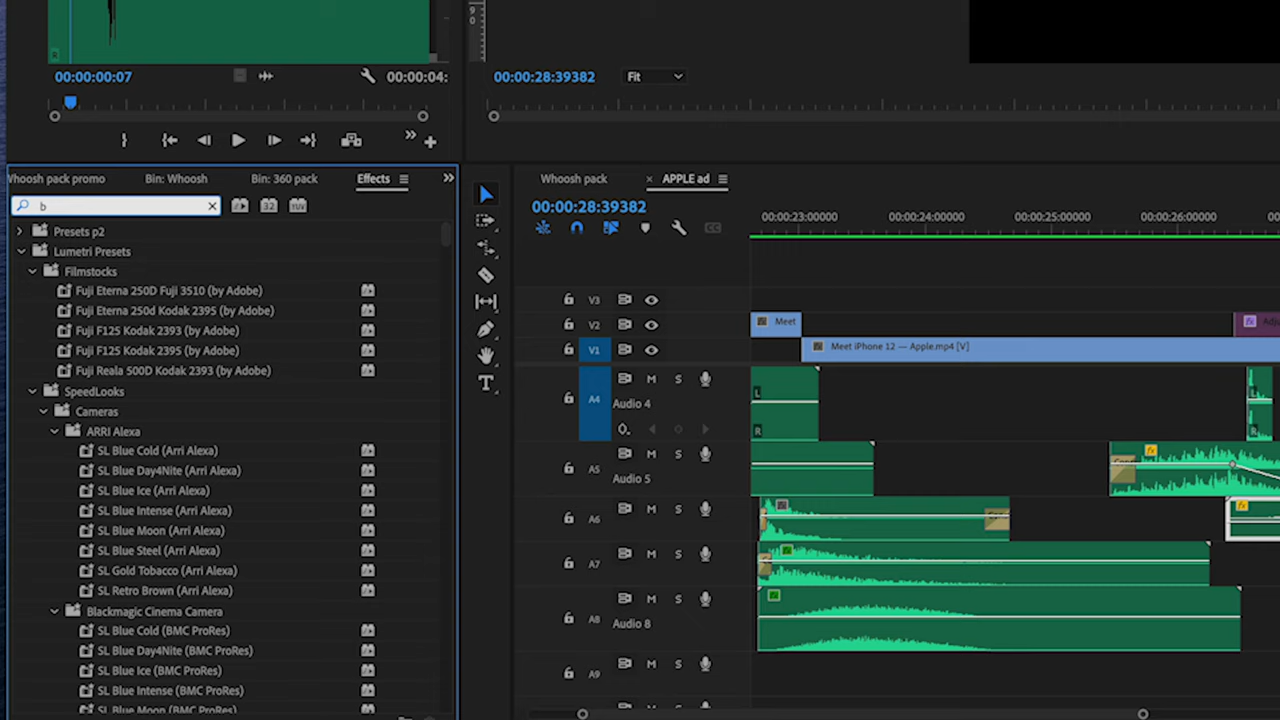 00:00:00:07
00:00:04:
00:00:28:39382
Fit
9
0
Whoosh pack promo
Bin: Whoosh
Bin: 360 pack
Effects
b
32
YUV
Presets p2
Lumetri Presets
Filmstocks
Fuji Eterna 250D Fuji 3510 (by Adobe)
Fuji Eterna 250d Kodak 2395 (by Adobe)
Fuji F125 Kodak 2393 (by Adobe)
Fuji F125 Kodak 2395 (by Adobe)
Fuji Reala 500D Kodak 2393 (by Adobe)
SpeedLooks
Cameras
ARRI Alexa
SL Blue Cold (Arri Alexa)
SL Blue Day4Nite (Arri Alexa)
SL Blue Ice (Arri Alexa)
SL Blue Intense (Arri Alexa)
SL Blue Moon (Arri Alexa)
SL Blue Steel (Arri Alexa)
SL Gold Tobacco (Arri Alexa)
SL Retro Brown (Arri Alexa)
Blackmagic Cinema Camera
SL Blue Cold (BMC ProRes)
SL Blue Day4Nite (BMC ProRes)
SL Blue Ice (BMC ProRes)
SL Blue Intense (BMC ProRes)
SL Blue Moon (BMC ProRes)
Whoosh pack
APPLE ad
00:00:28:39382
00:00:23:00000
00:00:24:00000
00:00:25:00000
00:00:26:00000
V3
V2
Meet
V1
Meet iPhone 12 — Apple.mp4 [V]
A4
M S
Audio 4
L
R
L
R
A5
M S
Audio 5
fx
A6
M S
fx
A7
M S
A8
M S
Audio 8
A9
M S